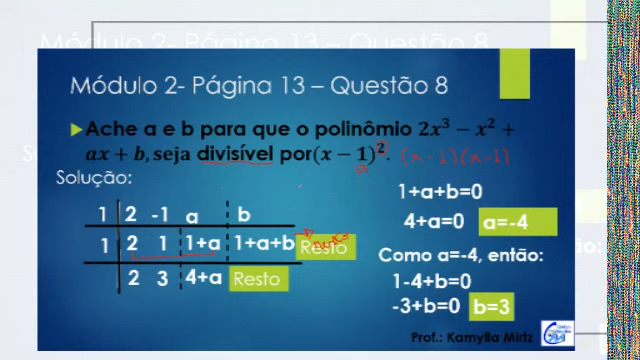 Módulo 2- Página 13 – Questão 8
Ache a e b para que o polinômio 2x³ − x² +
ax + b, seja divisível por(x − 1)². (x-1)(x-1)
a
Solução:
1 2 -1 a b
1 2 1 1+a 1+a+b Resto
2 3 4+a Resto
1+a+b=0
4+a=0 a=-4
Como a=-4, então:
1-4+b=0
-3+b=0 b=3
Prof.: Kamylla Mirtz